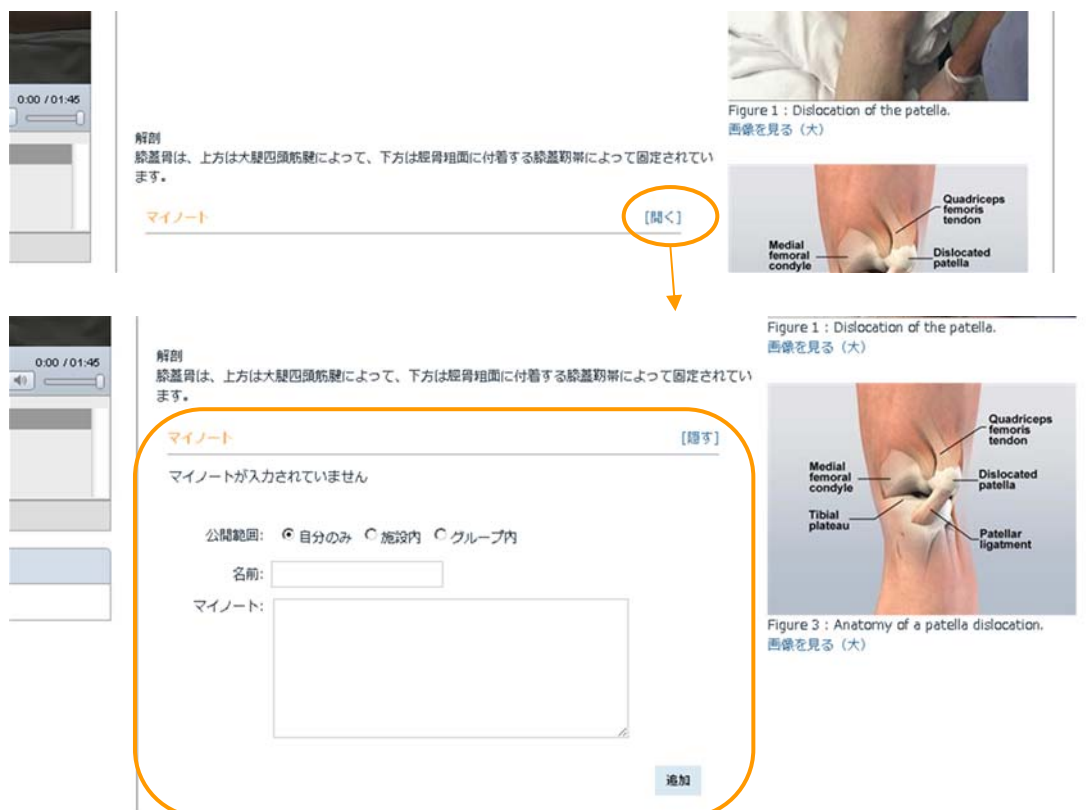 0:00 / 01:45
Figure 1 : Dislocation of the patella.
画像を見る（大）
解剖
膝蓋骨は、上方は大腿四頭筋腱によって、下方は脛骨粗面に付着する膝蓋靭帯によって固定されてい
ます。
マイノート
[開く]
Quadriceps
femoris
tendon
Medial
femoral
condyle
Dislocated
patella
0:00 / 01:45
Figure 1 : Dislocation of the patella.
画像を見る（大）
解剖
膝蓋骨は、上方は大腿四頭筋腱によって、下方は脛骨粗面に付着する膝蓋靭帯によって固定されてい
ます。
マイノート
[隠す]
マイノートが入力されていません
公開範囲: 自分のみ 施設内 グループ内
名前:
マイノート:
追加
Quadriceps
femoris
tendon
Medial
femoral
condyle
Dislocated
patella
Tibial
plateau
Patellar
ligatment
Figure 3 : Anatomy of a patella dislocation.
画像を見る（大）